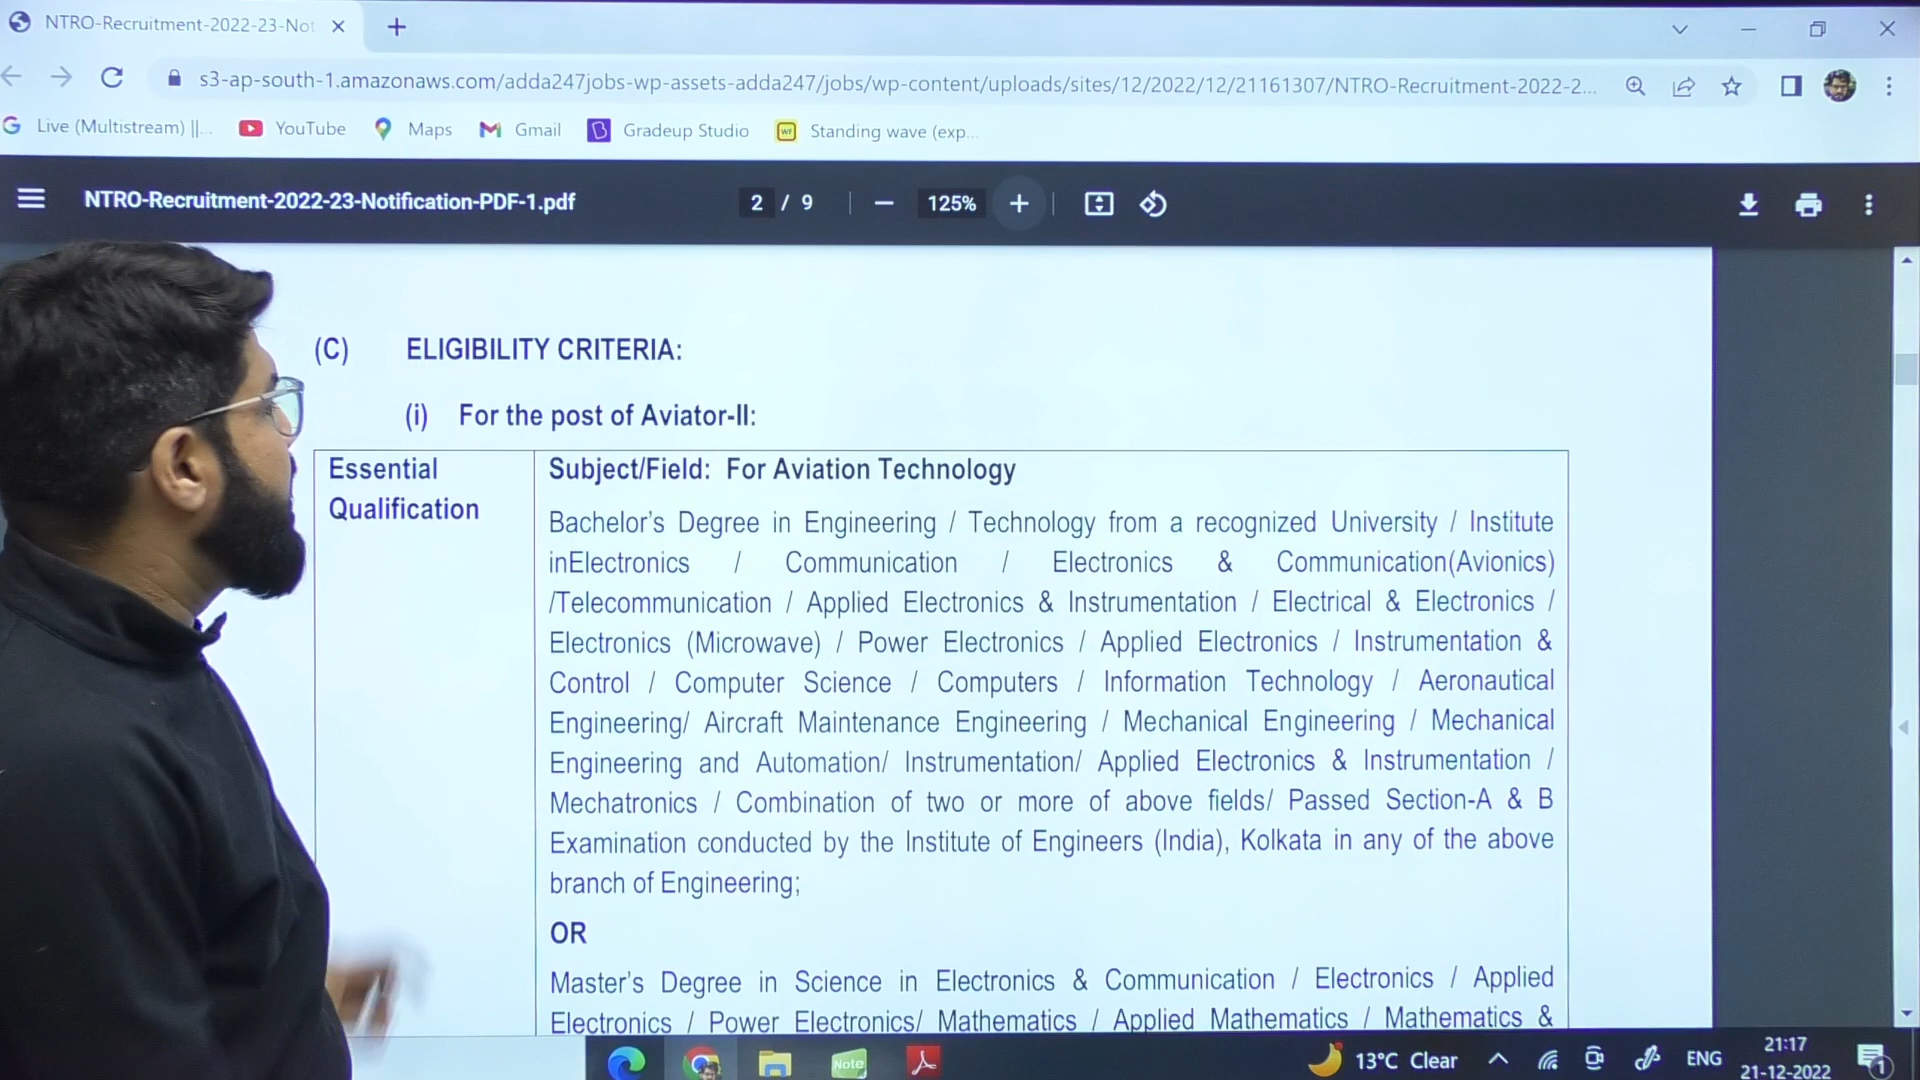 NTRO-Recruitment-2022-23-Not
s3-ap-south-1.amazonaws.com/adda247jobs-wp-assets-adda247/jobs/wp-content/uploads/sites/12/2022/12/21161307/NTRO-Recruitment-2022-2...
Live (Multistream) ||... YouTube Maps Gmail Gradeup Studio Standing wave (exp...
NTRO-Recruitment-2022-23-Notification-PDF-1.pdf 2 / 9 125%
(C) ELIGIBILITY CRITERIA:
(i) For the post of Aviator-II:
Essential
Qualification
Subject/Field: For Aviation Technology
Bachelor's Degree in Engineering / Technology from a recognized University / Institute
inElectronics / Communication / Electronics & Communication(Avionics)
/Telecommunication / Applied Electronics & Instrumentation / Electrical & Electronics /
Electronics (Microwave) / Power Electronics / Applied Electronics / Instrumentation &
Control / Computer Science / Computers / Information Technology / Aeronautical
Engineering/ Aircraft Maintenance Engineering / Mechanical Engineering / Mechanical
Engineering and Automation/ Instrumentation/ Applied Electronics & Instrumentation /
Mechatronics / Combination of two or more of above fields/ Passed Section-A & B
Examination conducted by the Institute of Engineers (India), Kolkata in any of the above
branch of Engineering;
OR
Master's Degree in Science in Electronics & Communication / Electronics / Applied
Electronics / Power Electronics/ Mathematics / Applied Mathematics / Mathematics &
Note
13°C Clear
ENG
21:17
21-12-2022
1